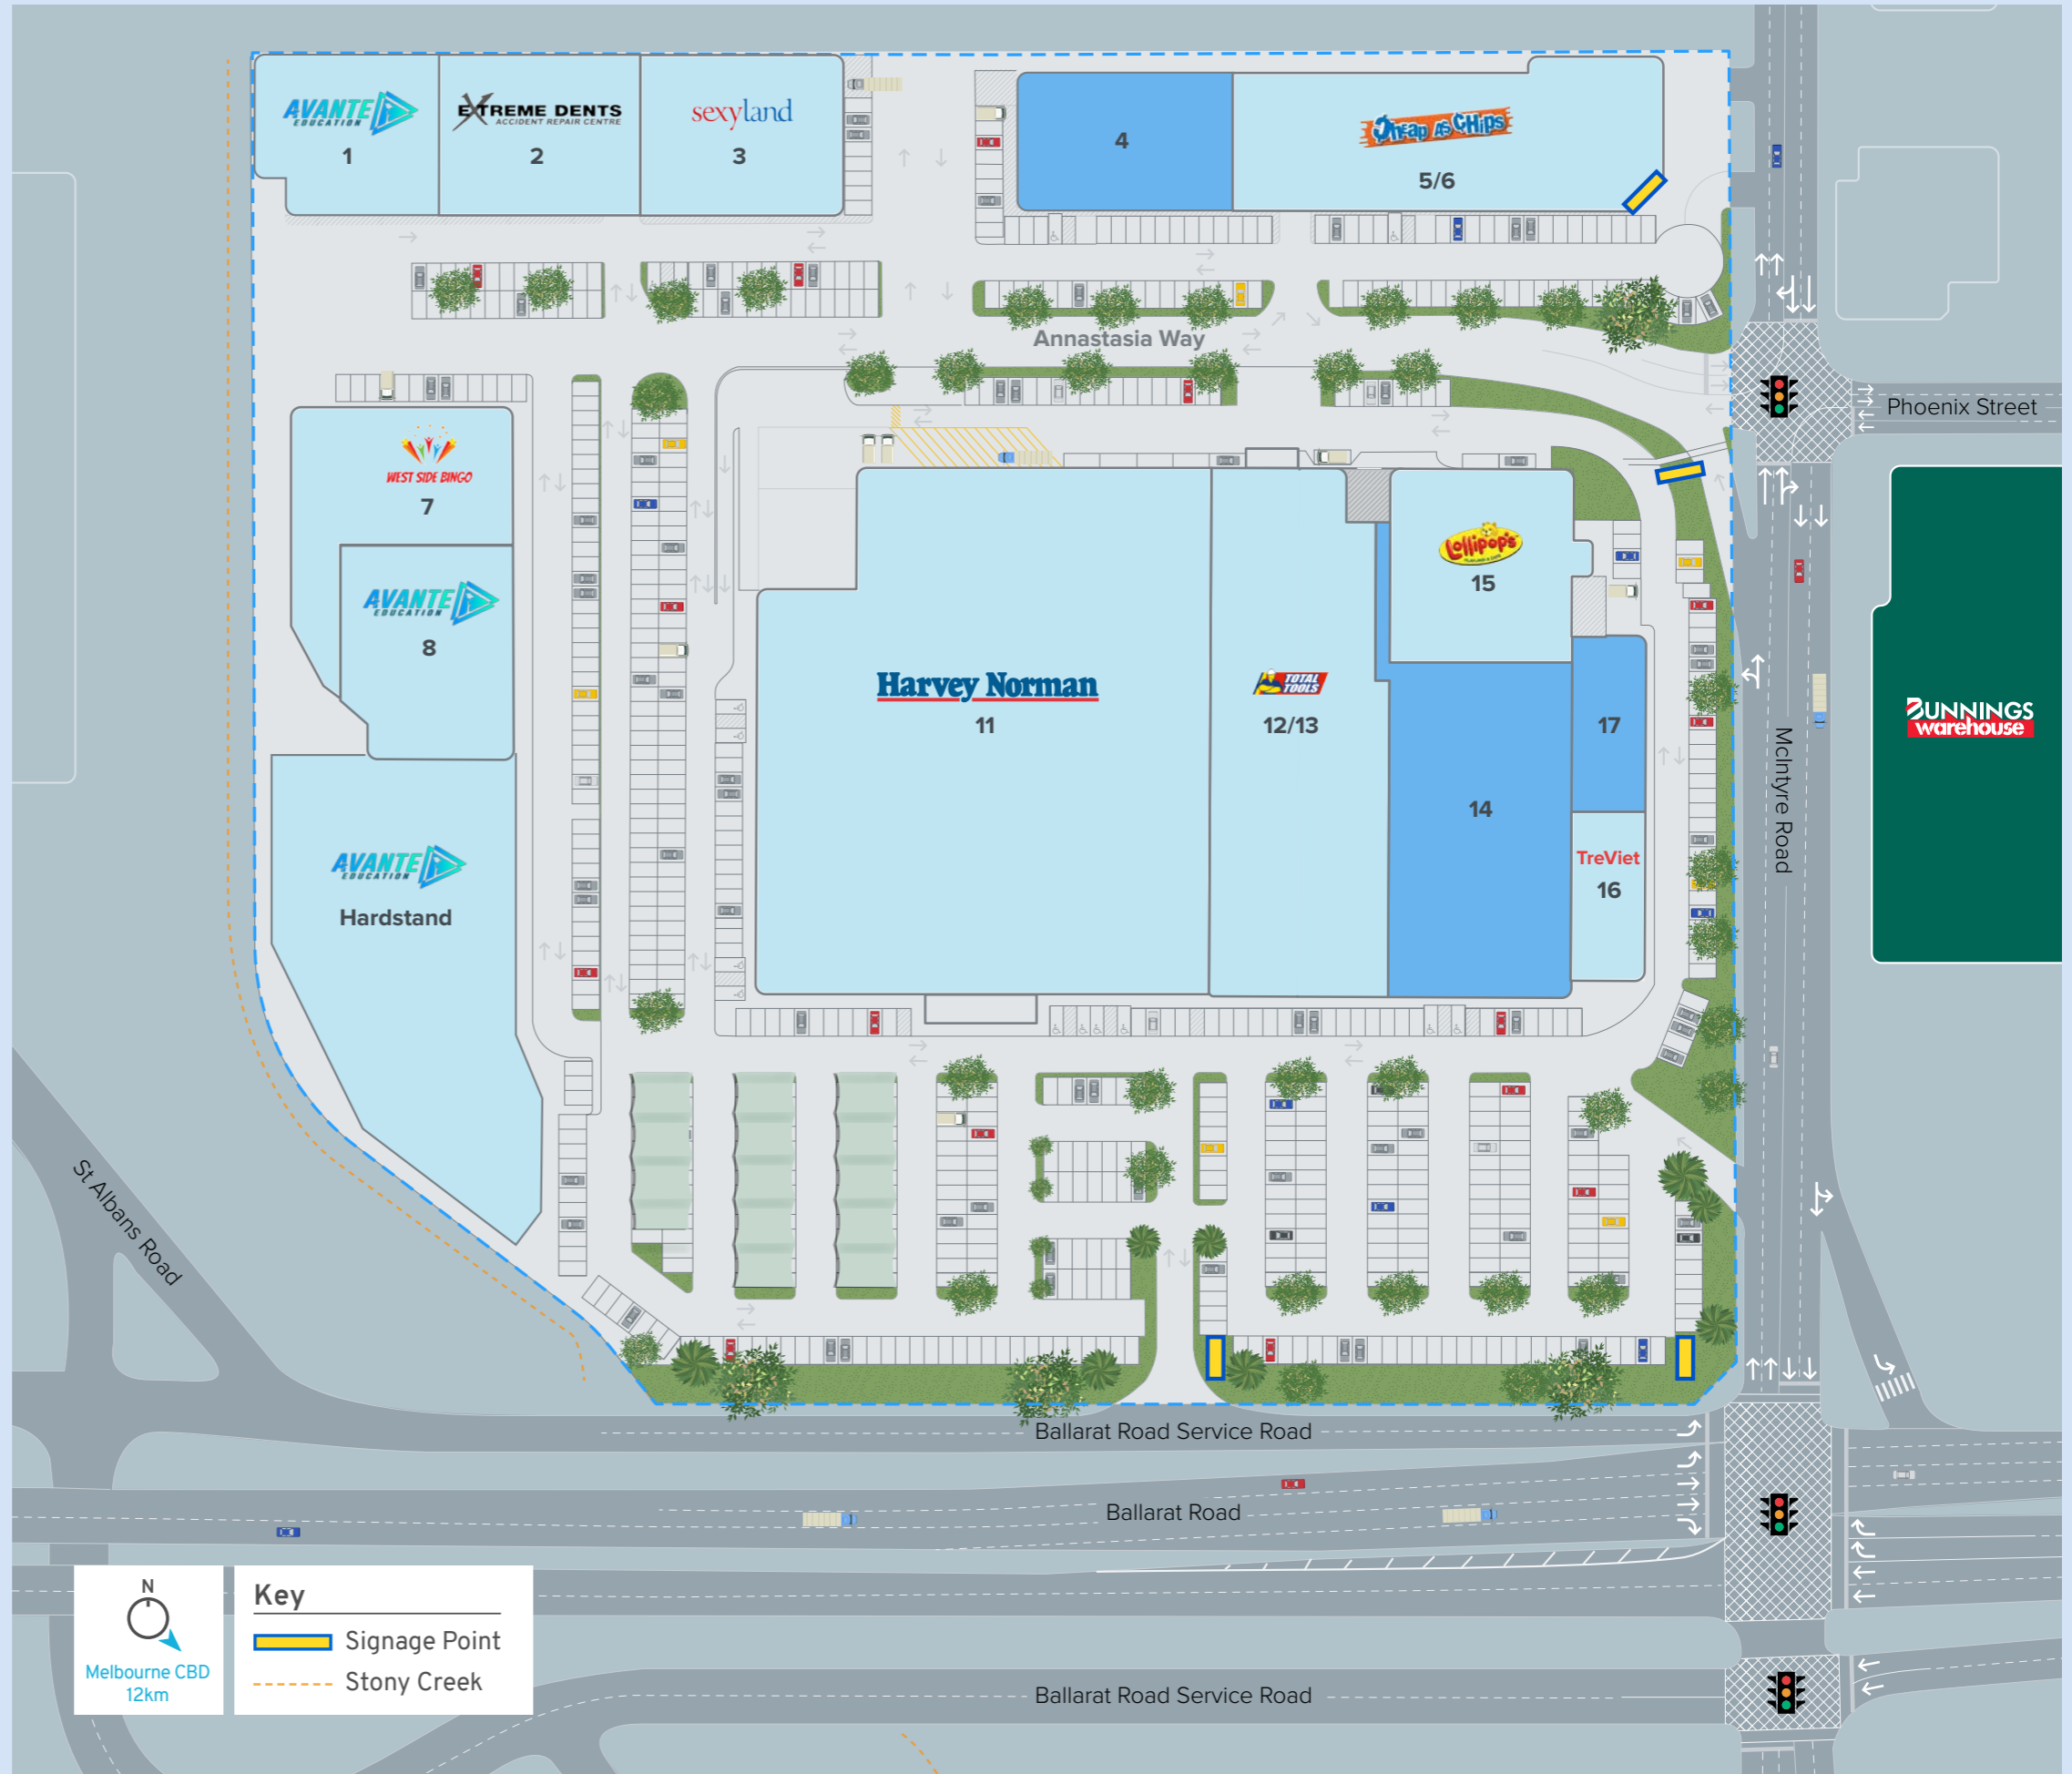 AVANTE
EDUCATION
1
EXTREME DENTS
ACCIDENT REPAIR CENTRE
2
sexyland
3
4
Cheap AS CHips
5/6
Annastasia Way
Phoenix Street
WEST SIDE BINGO
7
AVANTE
EDUCATION
8
Lollipop's
15
Harvey Norman
11
TOTAL
TOOLS
12/13
17
14
TreViet
16
BUNNINGS
warehouse
McIntyre Road
AVANTE
EDUCATION
Hardstand
St Albans Road
Ballarat Road Service Road
Ballarat Road
N
Melbourne CBD
12km
Key
Signage Point
Stony Creek
Ballarat Road Service Road